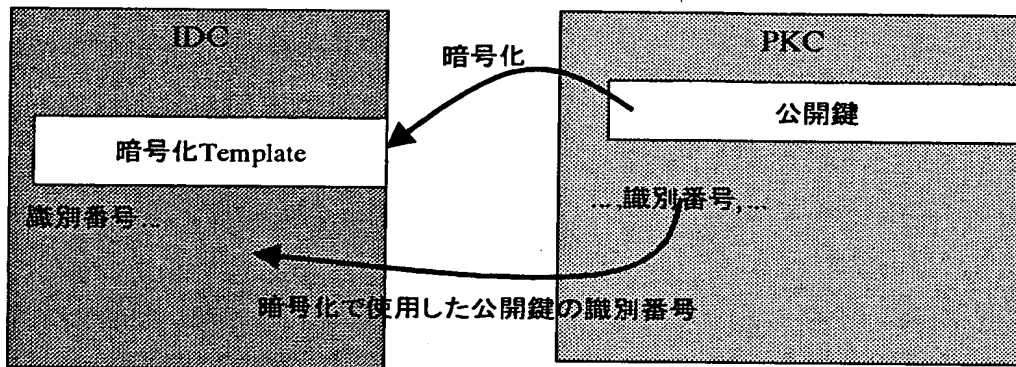 IDC
暗号化Template
識別番号...
暗号化
PKC
公開鍵
...,識別番号,...
暗号化で使用した公開鍵の識別番号